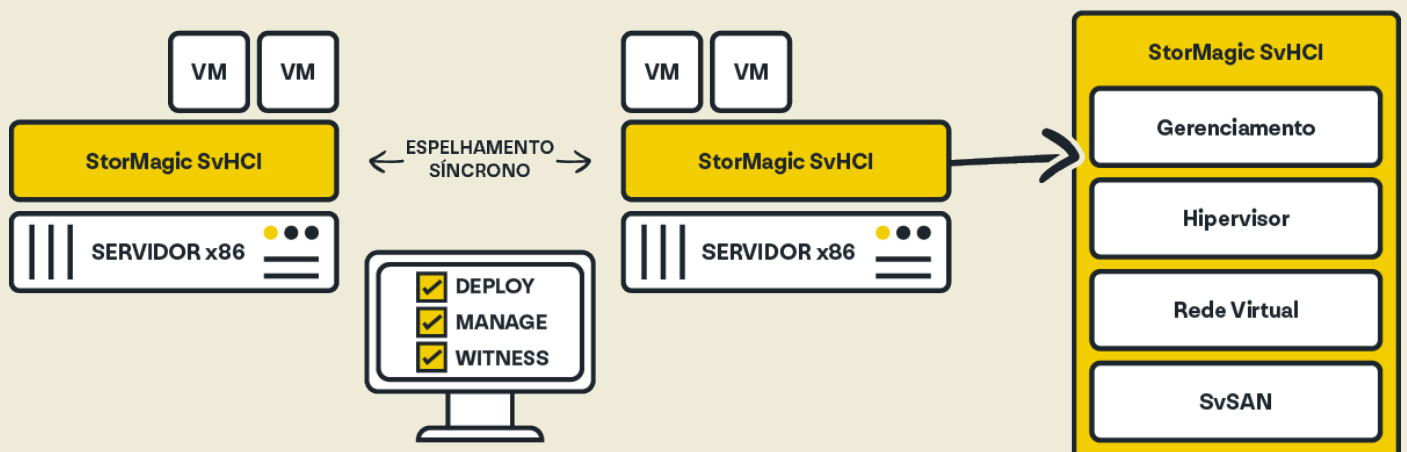 VM
VM
StorMagic SvHCI
SERVIDOR x86
ESPELHAMENTO
SÍNCRONO
DEPLOY
MANAGE
WITNESS
VM
VM
StorMagic SvHCI
SERVIDOR x86
StorMagic SvHCI
Gerenciamento
Hipervisor
Rede Virtual
SvSAN